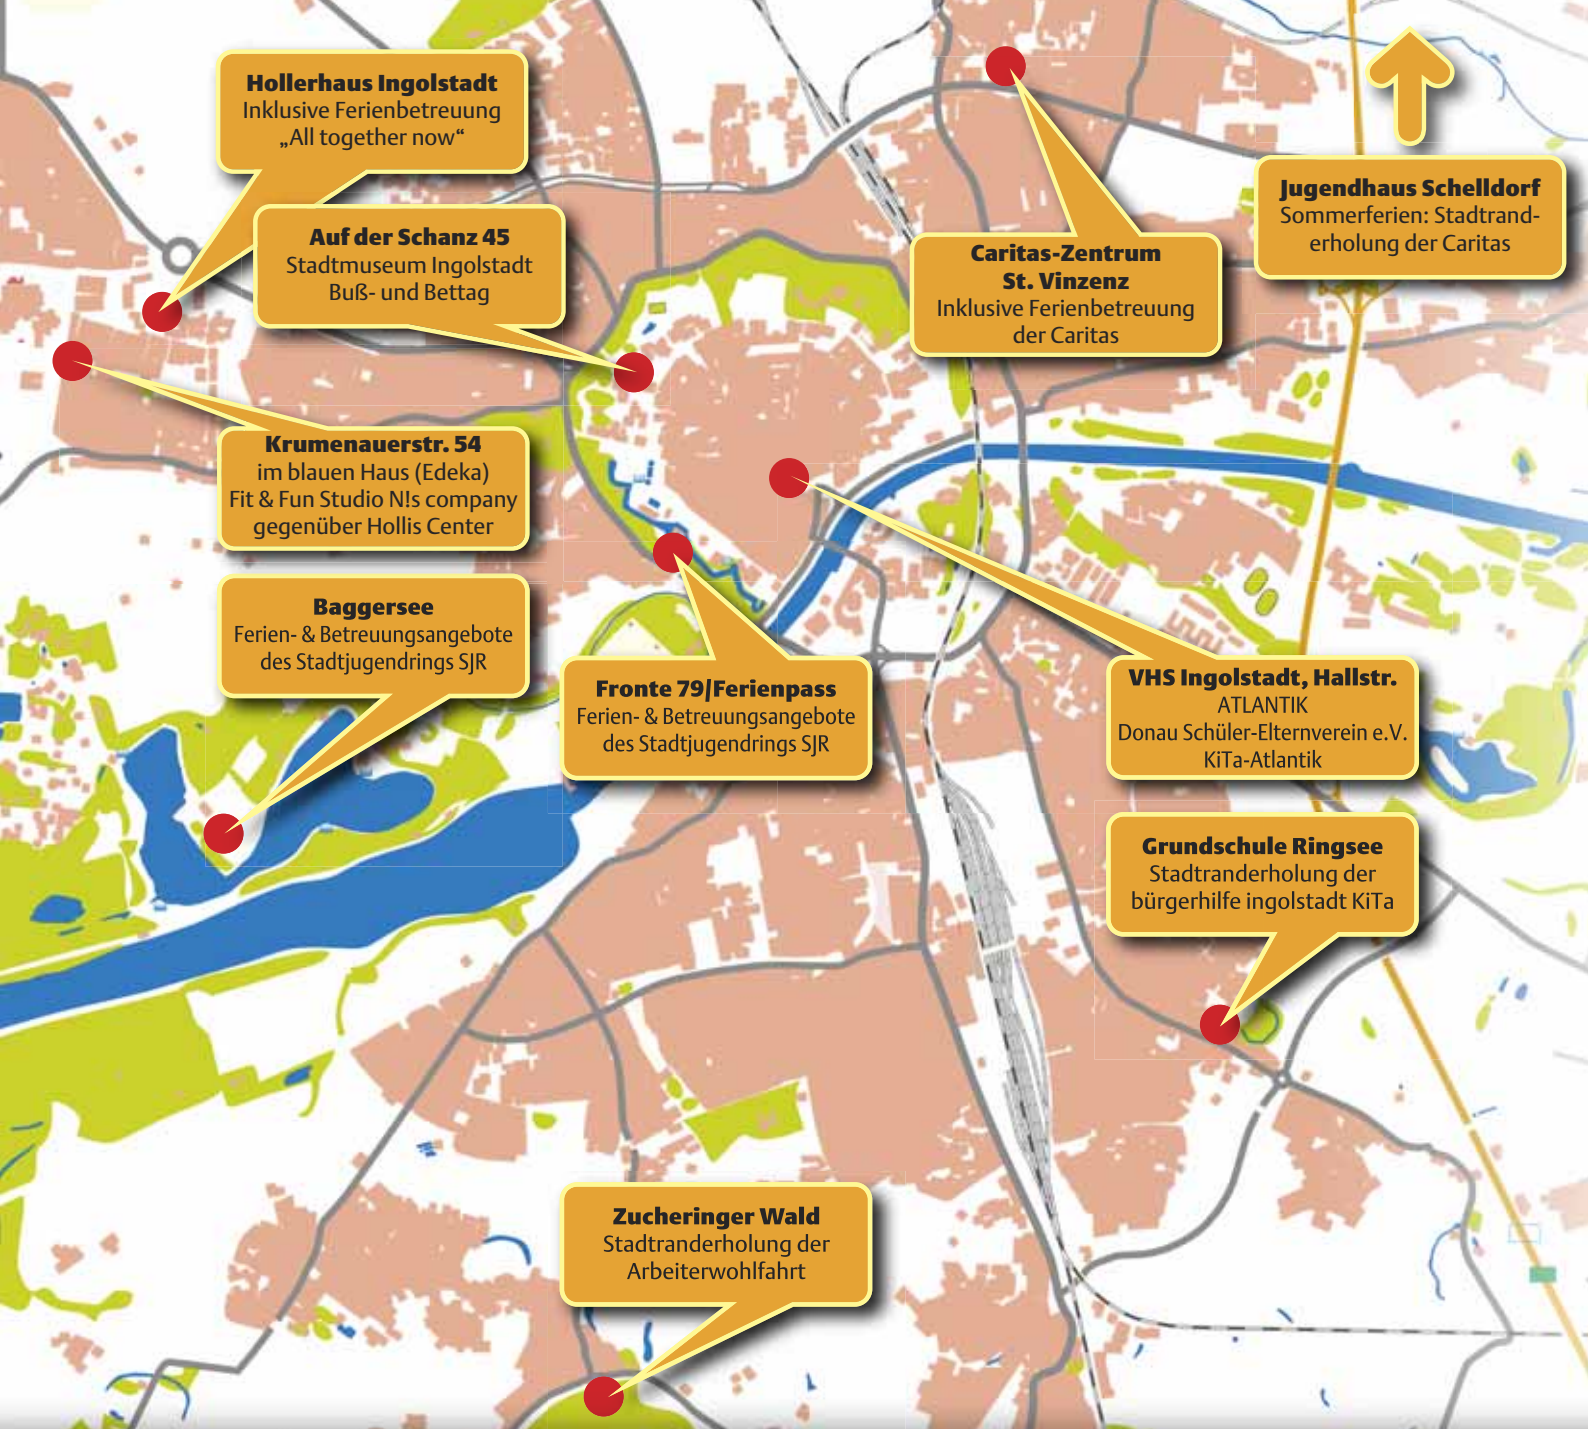 Hollerhaus Ingolstadt
Inklusive Ferienbetreuung
„All together now“
Auf der Schanz 45
Stadtmuseum Ingolstadt
Buß- und Bettag
Caritas-Zentrum
St. Vinzenz
Inklusive Ferienbetreuung
der Caritas
Jugendhaus Schelldorf
Sommerferien: Stadtrand-
erholung der Caritas
Krumenauerstr. 54
im blauen Haus (Edeka)
Fit & Fun Studio N!s company
gegenüber Hollis Center
Baggersee
Ferien- & Betreuungsangebote
des Stadtjugendrings SJR
Fronte 79/Ferienpass
Ferien- & Betreuungsangebote
des Stadtjugendrings SJR
VHS Ingolstadt, Hallstr.
ATLANTIK
Donau Schüler-Elternverein e.V.
KiTa-Atlantik
Grundschule Ringsee
Stadtranderholung der
bürgerhilfe ingolstadt KiTa
Zucheringer Wald
Stadtranderholung der
Arbeiterwohlfahrt